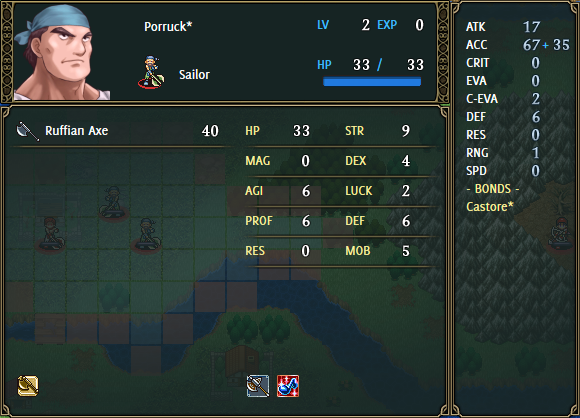 Porruck*
LV 2 EXP 0
Sailor
HP 33 / 33
Ruffian Axe 40
HP 33 STR 9
MAG 0 DEX 4
AGI 6 LUCK 2
PROF 6 DEF 6
RES 0 MOB 5
ATK 17
ACC 67 + 35
CRIT 0
EVA 0
C-EVA 2
DEF 6
RES 0
RNG 1
SPD 0
- BONDS -
Castore*